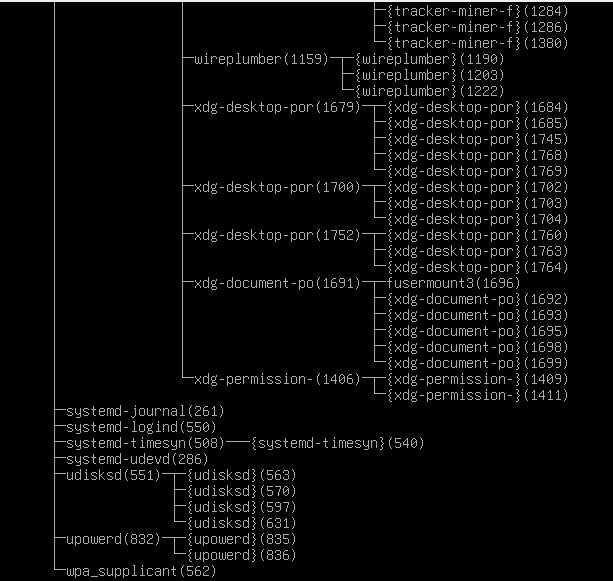 {tracker-miner-f}(1284)
{tracker-miner-f}(1286)
{tracker-miner-f}(1380)
wireplumber(1159) {wireplumber}(1190)
{wireplumber}(1203)
{wireplumber}(1222)
xdg-desktop-por(1679) {xdg-desktop-por}(1684)
{xdg-desktop-por}(1685)
{xdg-desktop-por}(1745)
{xdg-desktop-por}(1768)
{xdg-desktop-por}(1769)
xdg-desktop-por(1700) {xdg-desktop-por}(1702)
{xdg-desktop-por}(1703)
{xdg-desktop-por}(1704)
xdg-desktop-por(1752) {xdg-desktop-por}(1760)
{xdg-desktop-por}(1763)
{xdg-desktop-por}(1764)
xdg-document-po(1691) fusermount3(1696)
{xdg-document-po}(1692)
{xdg-document-po}(1693)
{xdg-document-po}(1695)
{xdg-document-po}(1698)
{xdg-document-po}(1699)
xdg-permission-(1406) {xdg-permission-}(1409)
{xdg-permission-}(1411)
systemd-journal(261)
systemd-logind(550)
systemd-timesyn(508) {systemd-timesyn}(540)
systemd-udevd(286)
udisksd(551) {udisksd}(563)
{udisksd}(570)
{udisksd}(597)
{udisksd}(631)
upowerd(832) {upowerd}(835)
{upowerd}(836)
wpa_supplicant(562)